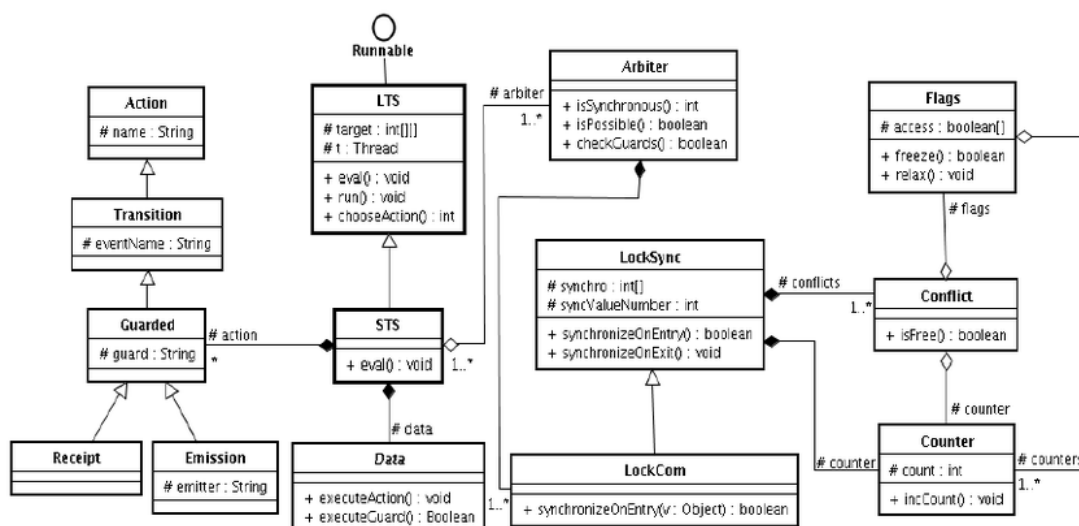 Runnable
Action
# name : String
Transition
# eventName : String
Guarded
# guard : String
Receipt
Emission
# emitter : String
# action
*
LTS
# target : int[][]
# t : Thread
+ eval() : void
+ run() : void
+ chooseAction() : int
STS
+ eval() : void
1..*
# data
Data
+ executeAction() : void
+ executeGuard() : Boolean
# arbiter
1..*
Arbiter
+ isSynchronous() : int
+ isPossible() : boolean
+ checkGuards() : boolean
LockSync
# synchro : int[]
# syncValueNumber : int
+ synchronizeOnEntry() : boolean
+ synchronizeOnExit() : void
1..*
LockCom
+ synchronizeOnEntry(v : Object) : boolean
# conflicts
1..*
# counter
Flags
# access : boolean[]
+ freeze() : boolean
+ relax() : void
# flags
Conflict
+ isFree() : boolean
# counter
Counter
# count : int
+ incCount() : void
# counters
1..*